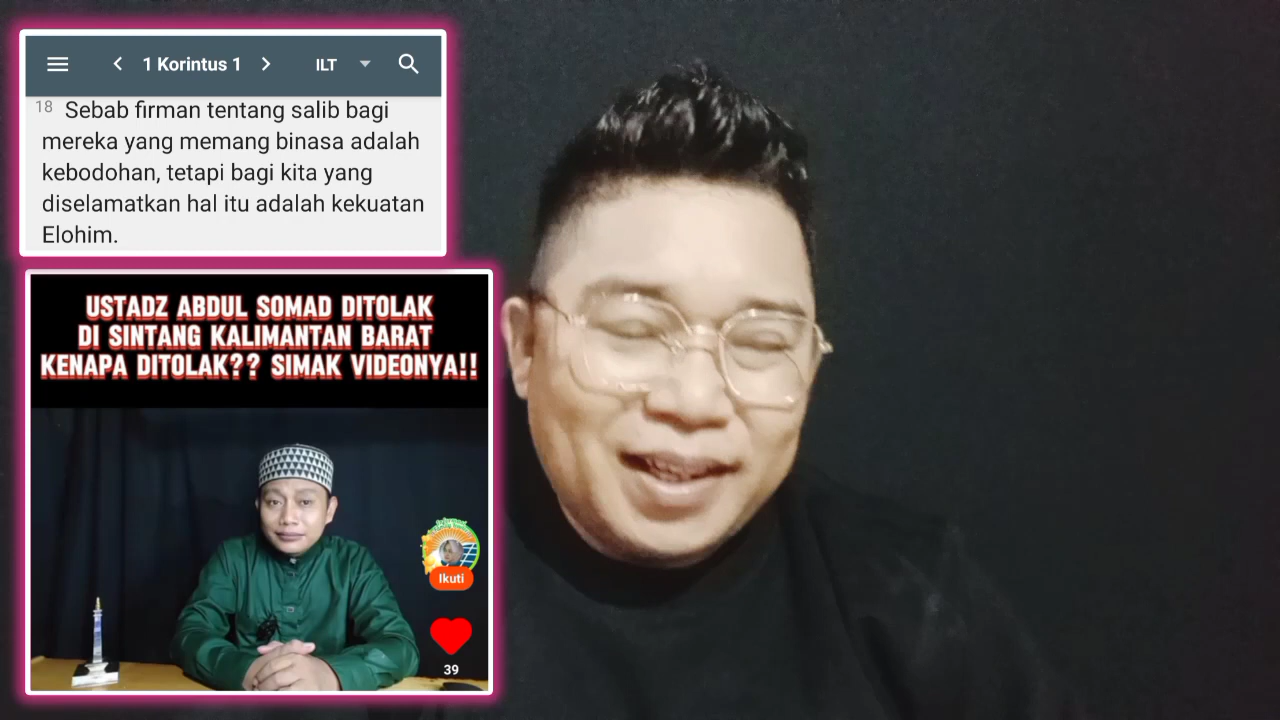 1 Korintus 1 ILT
18 Sebab firman tentang salib bagi
mereka yang memang binasa adalah
kebodohan, tetapi bagi kita yang
diselamatkan hal itu adalah kekuatan
Elohim.
USTADZ ABDUL SOMAD DITOLAK
DI SINTANG KALIMANTAN BARAT
KENAPA DITOLAK?? SIMAK VIDEONYA!!
Ikuti
39